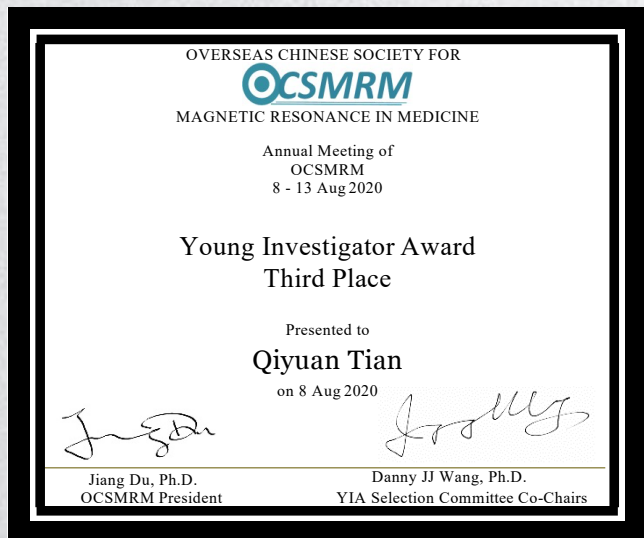 OVERSEAS CHINESE SOCIETY FOR
OCSMRM
MAGNETIC RESONANCE IN MEDICINE
Annual Meeting of
OCSMRM
8 - 13 Aug 2020
Young Investigator Award
Third Place
Presented to
Qiyuan Tian
on 8 Aug 2020
Jiang Du, Ph.D.
OCSMRM President
Danny JJ Wang, Ph.D.
YIA Selection Committee Co-Chairs